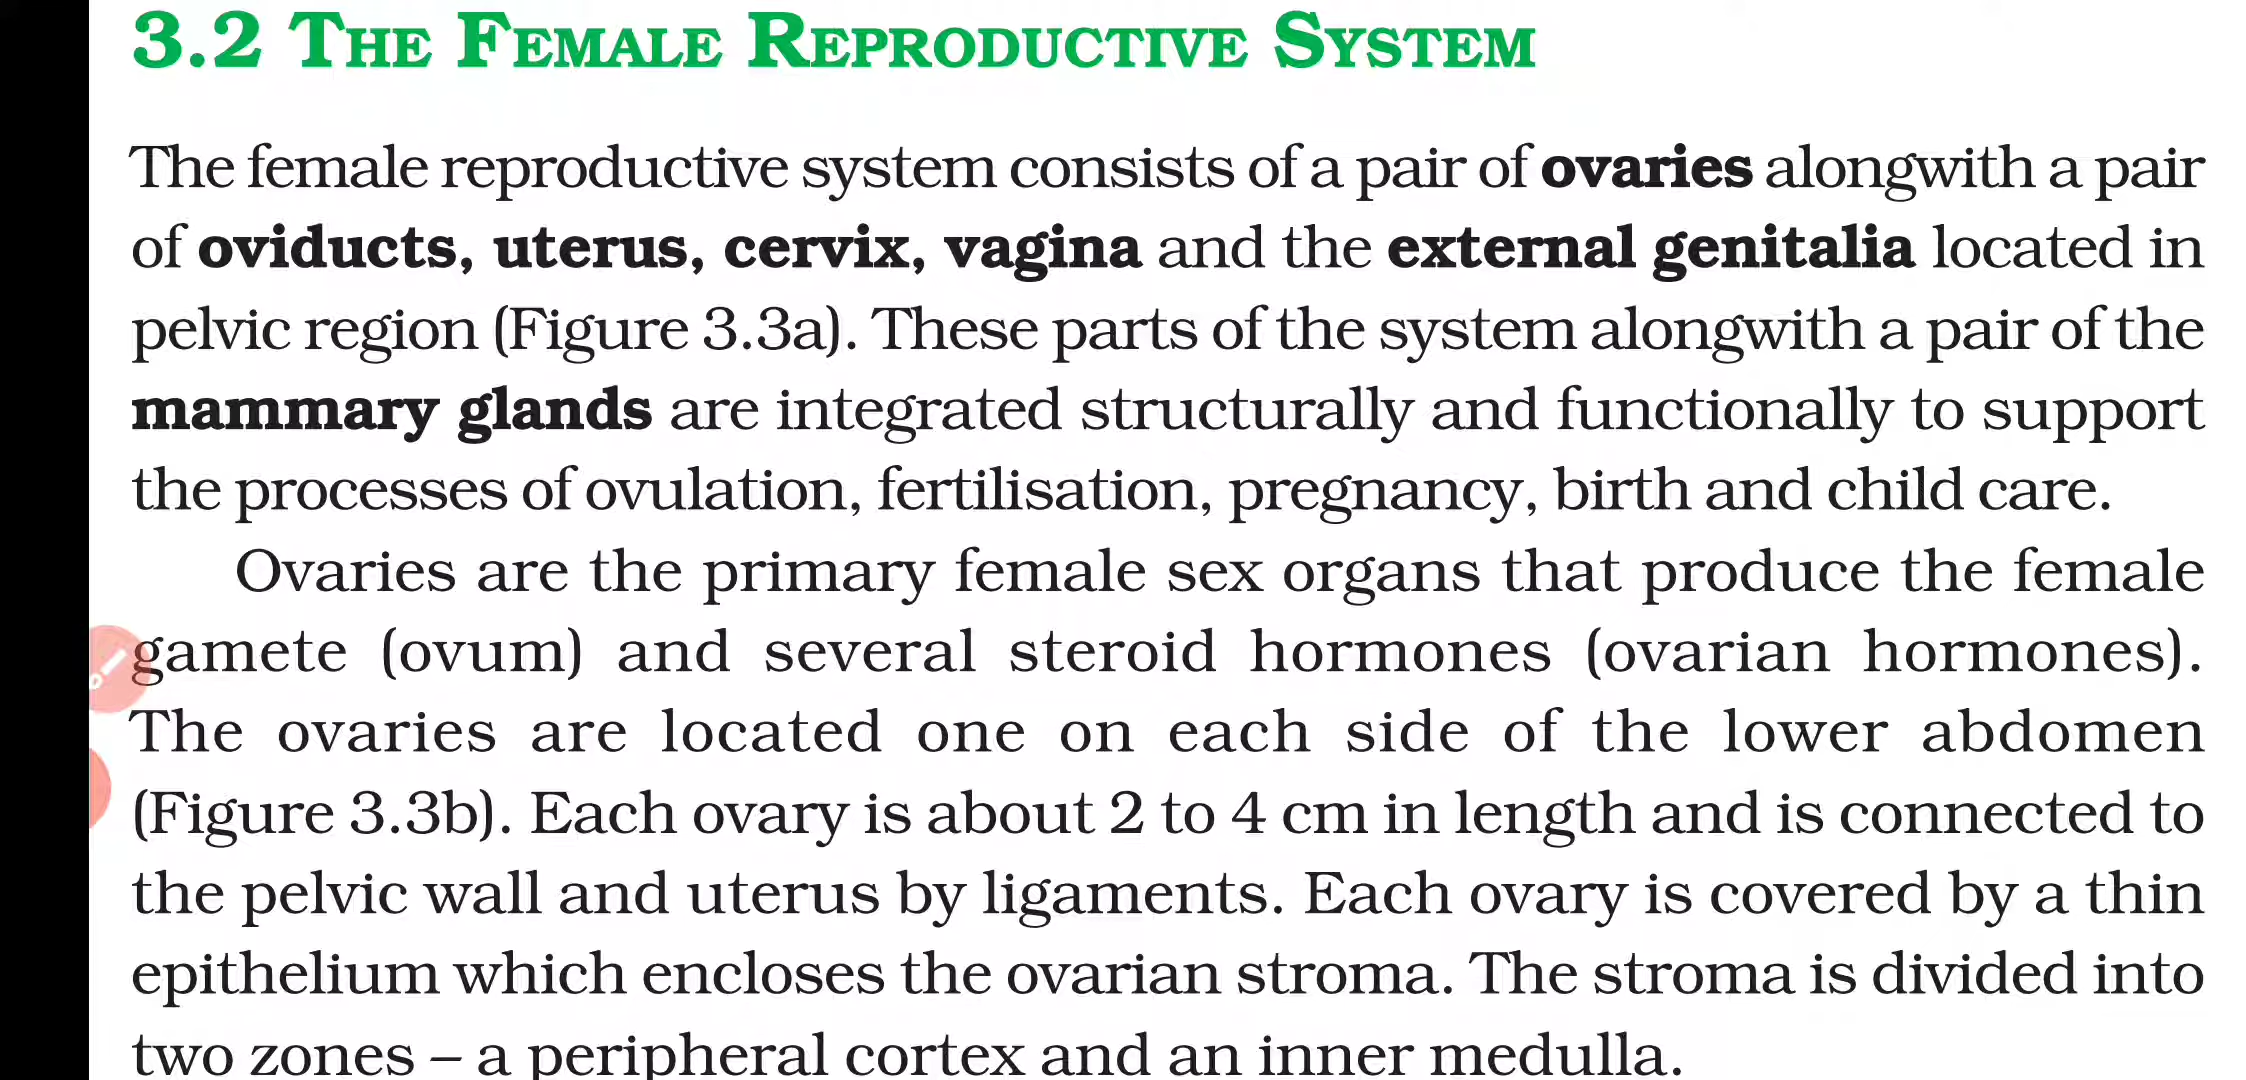 3.2 The Female Reproductive System
The female reproductive system consists of a pair of ovaries alongwith a pair
of oviducts, uterus, cervix, vagina and the external genitalia located in
pelvic region (Figure 3.3a). These parts of the system alongwith a pair of the
mammary glands are integrated structurally and functionally to support
the processes of ovulation, fertilisation, pregnancy, birth and child care.
Ovaries are the primary female sex organs that produce the female
gamete (ovum) and several steroid hormones (ovarian hormones).
The ovaries are located one on each side of the lower abdomen
(Figure 3.3b). Each ovary is about 2 to 4 cm in length and is connected to
the pelvic wall and uterus by ligaments. Each ovary is covered by a thin
epithelium which encloses the ovarian stroma. The stroma is divided into
two zones – a peripheral cortex and an inner medulla.